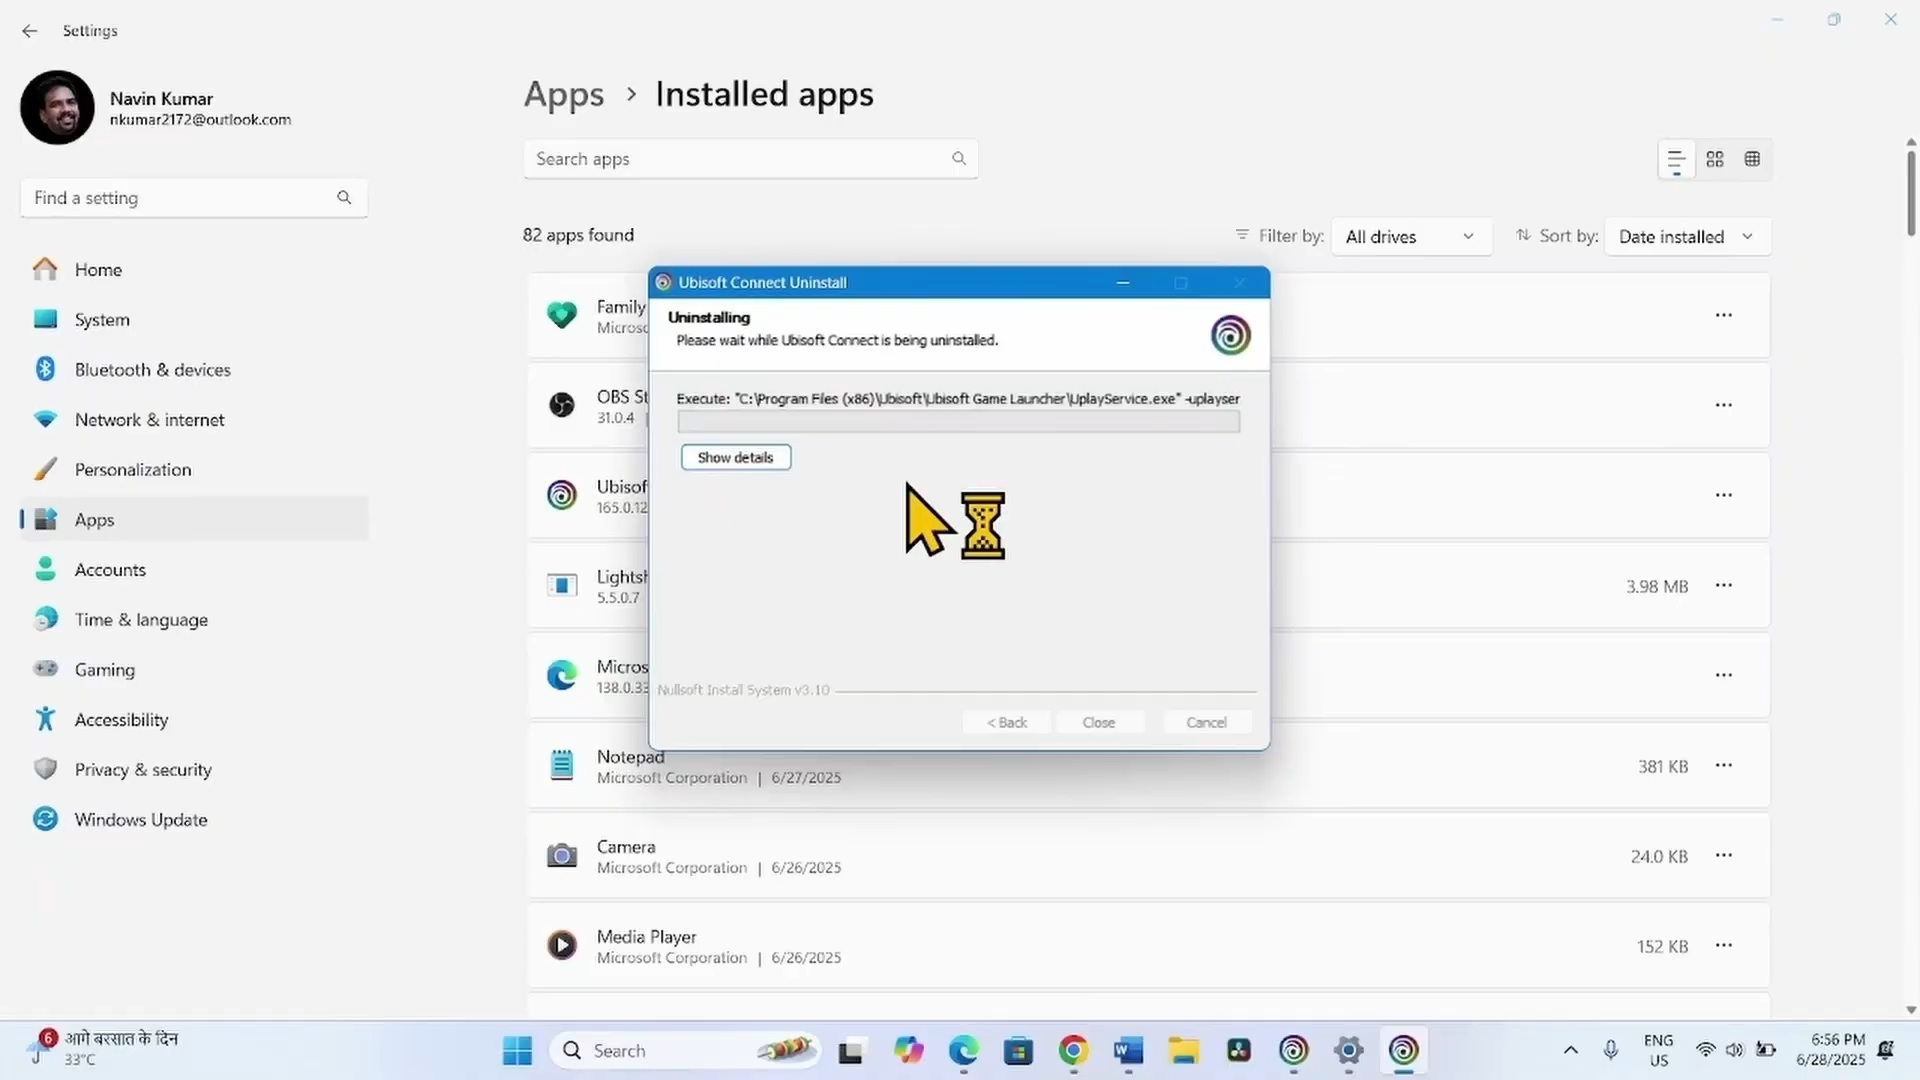 Settings
Navin Kumar
nkumar2172@outlook.com
Find a setting
Home
System
Bluetooth & devices
Network & internet
Personalization
Apps
Accounts
Time & language
Gaming
Accessibility
Privacy & security
Windows Update
Apps > Installed apps
Search apps
82 apps found
Filter by: All drives
Sort by: Date installed
Family
OBS St
31.0.4 |
165.0.12
5.5.0.7
3.98 MB
138.0.33
Ubisoft Connect Uninstall
Uninstalling
Please wait while Ubisoft Connect is being uninstalled.
Execute: "C:\Program Files (x86)\Ubisoft\Ubisoft Game Launcher\UplayService.exe" -uplayser
Show details
Nullsoft Install System v3.10
< Back
Close
Cancel
Notepad
Microsoft Corporation | 6/27/2025
381 KB
Camera
Microsoft Corporation | 6/26/2025
24.0 KB
Media Player
Microsoft Corporation | 6/26/2025
152 KB
6
आगे बरसात के दिन
33°C
Search
ENG
US
6:56 PM
6/28/2025